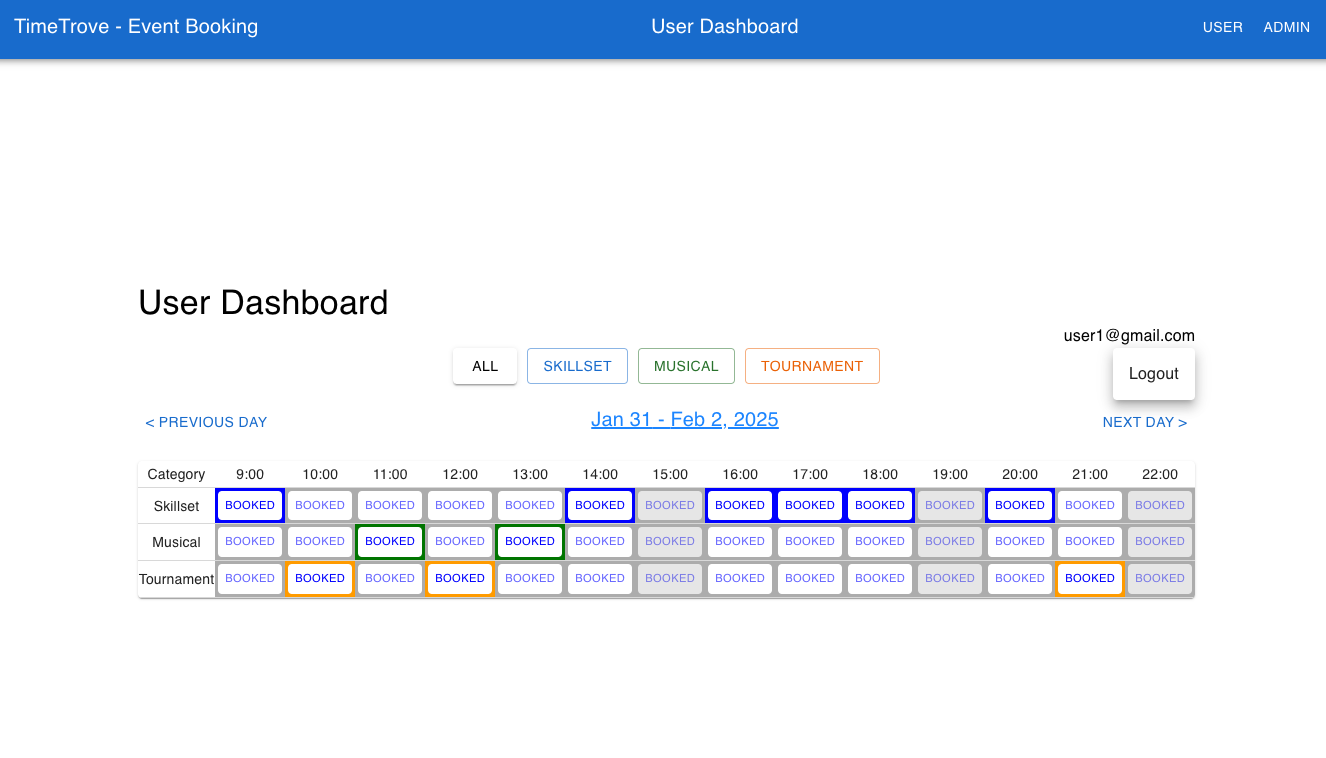 TimeTrove - Event Booking User Dashboard USER ADMIN
User Dashboard
user1@gmail.com
ALL SKILLSET MUSICAL TOURNAMENT
Logout
< PREVIOUS DAY Jan 31 - Feb 2, 2025 NEXT DAY >
Category 9:00 10:00 11:00 12:00 13:00 14:00 15:00 16:00 17:00 18:00 19:00 20:00 21:00 22:00
Skillset BOOKED BOOKED BOOKED BOOKED BOOKED BOOKED BOOKED BOOKED BOOKED BOOKED BOOKED BOOKED BOOKED BOOKED
Musical BOOKED BOOKED BOOKED BOOKED BOOKED BOOKED BOOKED BOOKED BOOKED BOOKED BOOKED BOOKED BOOKED BOOKED
Tournament BOOKED BOOKED BOOKED BOOKED BOOKED BOOKED BOOKED BOOKED BOOKED BOOKED BOOKED BOOKED BOOKED BOOKED